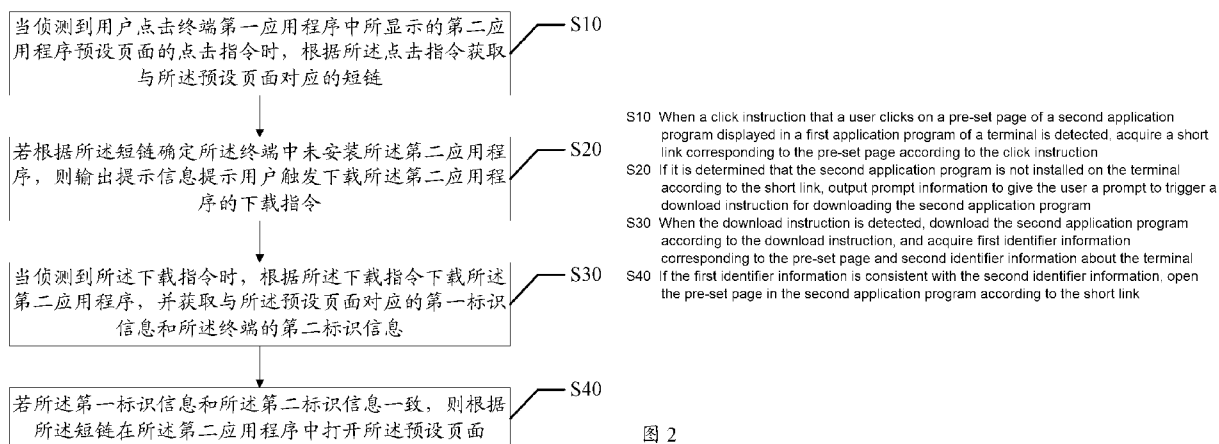 当侦测到用户点击终端第一应用程序中所显示的第二应
用程序预设页面的点击指令时，根据所述点击指令获取
与所述预设页面对应的短链
S10
若根据所述短链确定所述终端中未安装所述第二应用程
序，则输出提示信息提示用户触发下载所述第二应用程
序的下载指令
S20
当侦测到所述下载指令时，根据所述下载指令下载所述
第二应用程序，并获取与所述预设页面对应的第一标识
信息和所述终端的第二标识信息
S30
若所述第一标识信息和所述第二标识信息一致，则根据
所述短链在所述第二应用程序中打开所述预设页面
S40
S10 When a click instruction that a user clicks on a pre-set page of a second application
program displayed in a first application program of a terminal is detected, acquire a short
link corresponding to the pre-set page according to the click instruction
S20 If it is determined that the second application program is not installed on the terminal
according to the short link, output prompt information to give the user a prompt to trigger a
download instruction for downloading the second application program
S30 When the download instruction is detected, download the second application program
according to the download instruction, and acquire first identifier information
corresponding to the pre-set page and second identifier information about the terminal
S40 If the first identifier information is consistent with the second identifier information, open
the pre-set page in the second application program according to the short link
图 2